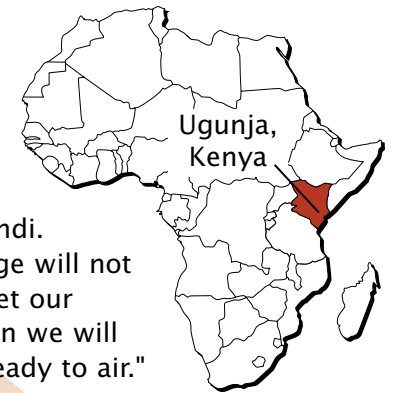 Ugunja,
Kenya
ndi.
ge will not
et our
n we will
eady to air."